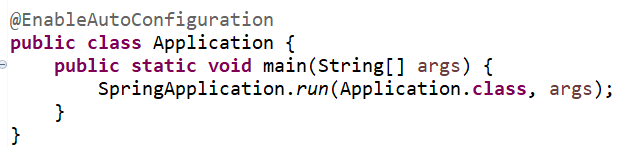 @EnableAutoConfiguration
public class Application {
    public static void main(String[] args) {
        SpringApplication.run(Application.class, args);
    }
}